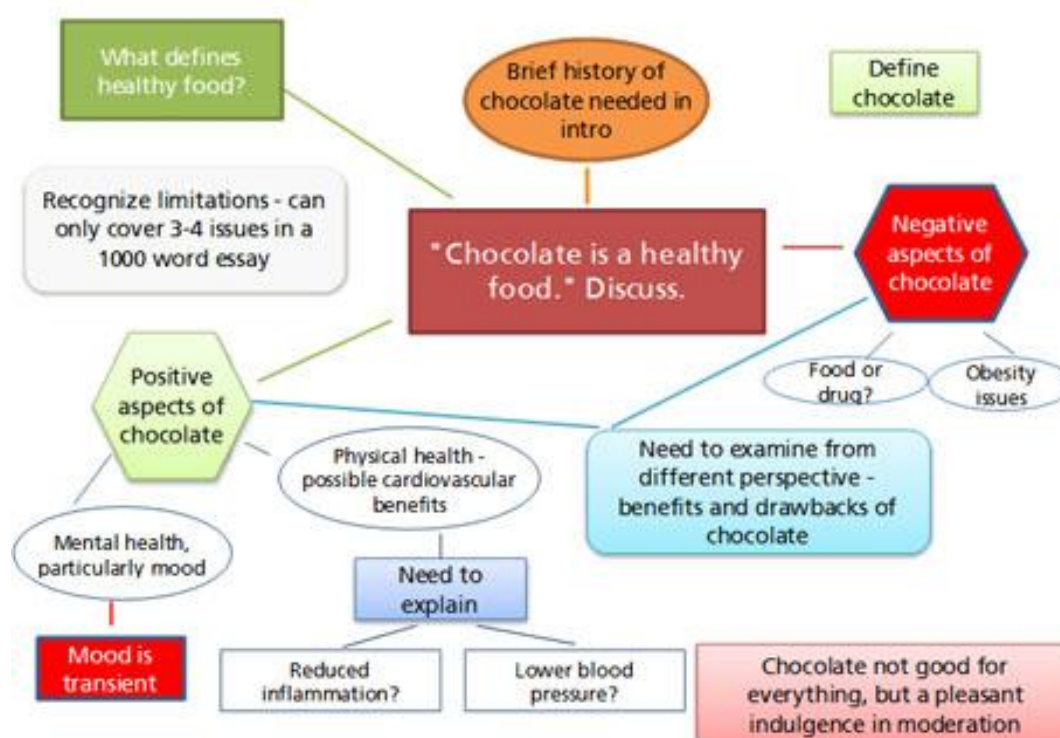 What defines
healthy food?
Brief history of
chocolate needed in
intro
Define
chocolate
Recognize limitations - can
only cover 3-4 issues in a
1000 word essay
"Chocolate is a healthy
food." Discuss.
Negative
aspects of
chocolate
Food or
drug?
Obesity
issues
Positive
aspects of
chocolate
Physical health -
possible cardiovascular
benefits
Need to examine from
different perspective -
benefits and drawbacks of
chocolate
Mental health,
particularly mood
Need to
explain
Mood is
transient
Reduced
inflammation?
Lower blood
pressure?
Chocolate not good for
everything, but a pleasant
indulgence in moderation